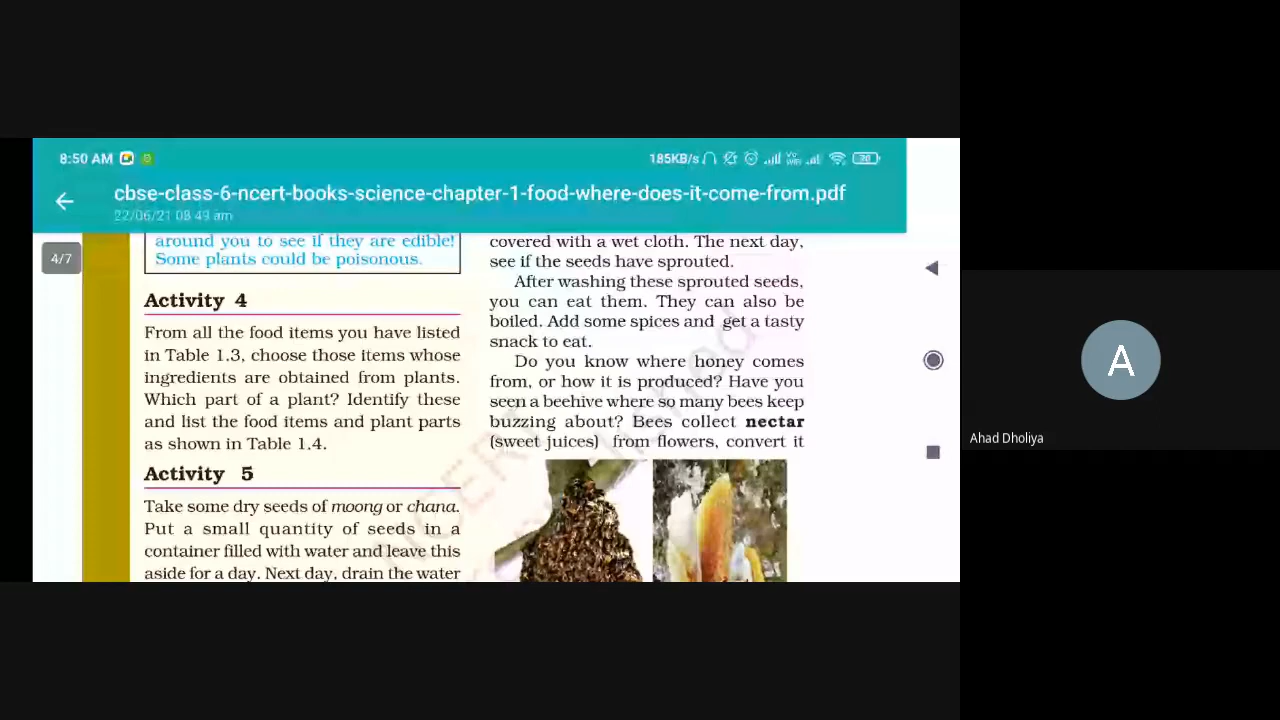 8:50 AM
185KB/s
Vo
WiFi
20
cbse-class-6-ncert-books-science-chapter-1-food-where-does-it-come-from.pdf
22/06/21 08:49 am
4/7
around you to see if they are edible!
Some plants could be poisonous.
Activity 4
From all the food items you have listed
in Table 1.3, choose those items whose
ingredients are obtained from plants.
Which part of a plant? Identify these
and list the food items and plant parts
as shown in Table 1.4.
Activity 5
Take some dry seeds of moong or chana.
Put a small quantity of seeds in a
container filled with water and leave this
aside for a day. Next day, drain the water
covered with a wet cloth. The next day,
see if the seeds have sprouted.
After washing these sprouted seeds,
you can eat them. They can also be
boiled. Add some spices and get a tasty
snack to eat.
Do you know where honey comes
from, or how it is produced? Have you
seen a beehive where so many bees keep
buzzing about? Bees collect nectar
(sweet juices) from flowers, convert it
A
Ahad Dholiya